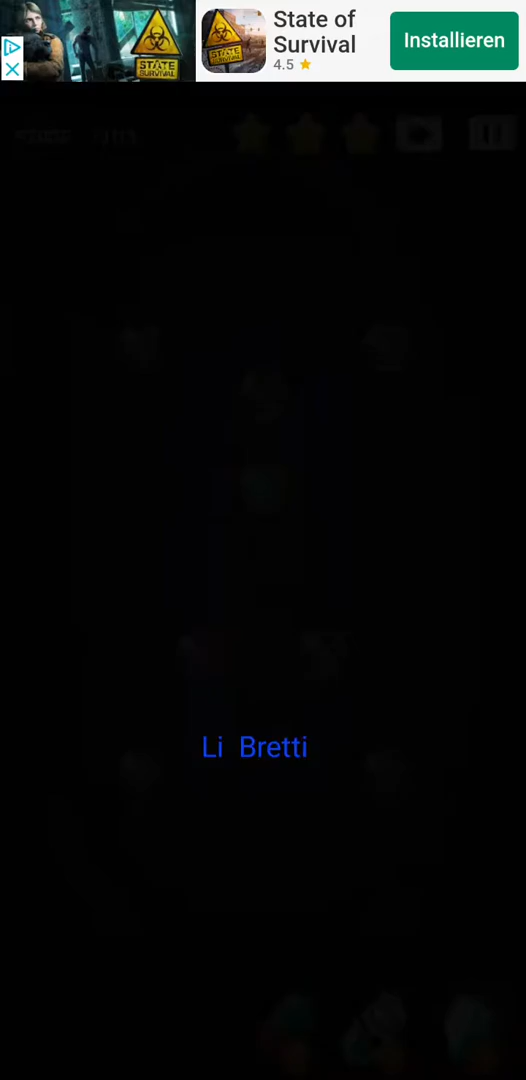 State of
Survival
4.5
Installieren
STATE
SURVIVAL
Li Bretti